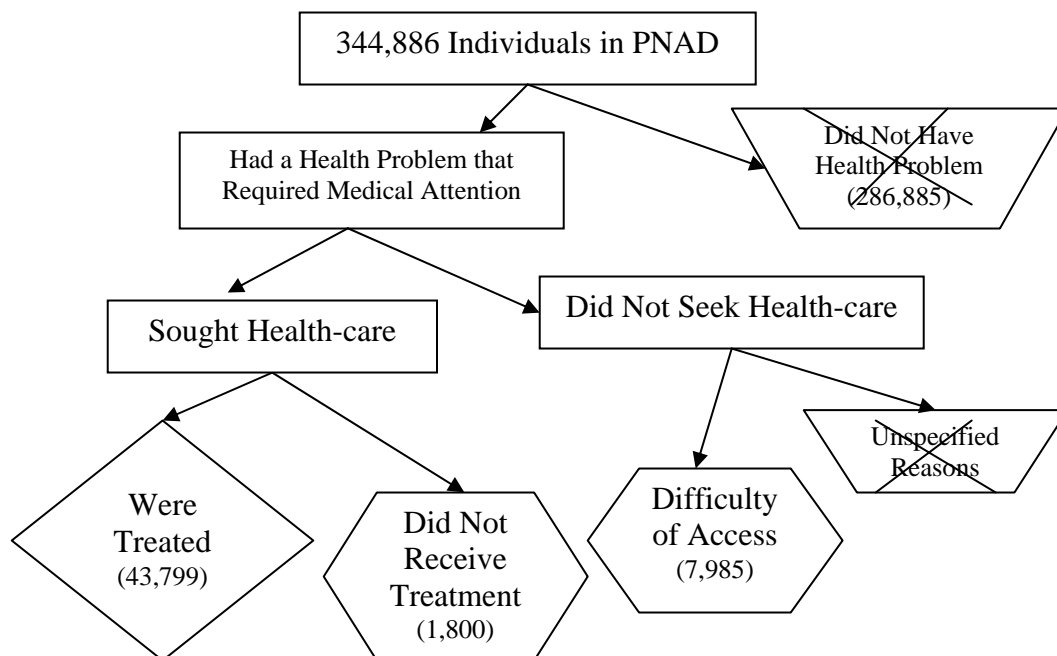 344,886 Individuals in PNAD
Did Not Have
Health Problem
(286,885)
Had a Health Problem that
Required Medical Attention
Did Not Seek Health-care
Sought Health-care
Unspecified
Reasons
Were
Treated
(43,799)
Did Not
Receive
Treatment
(1,800)
Difficulty
of Access
(7,985)